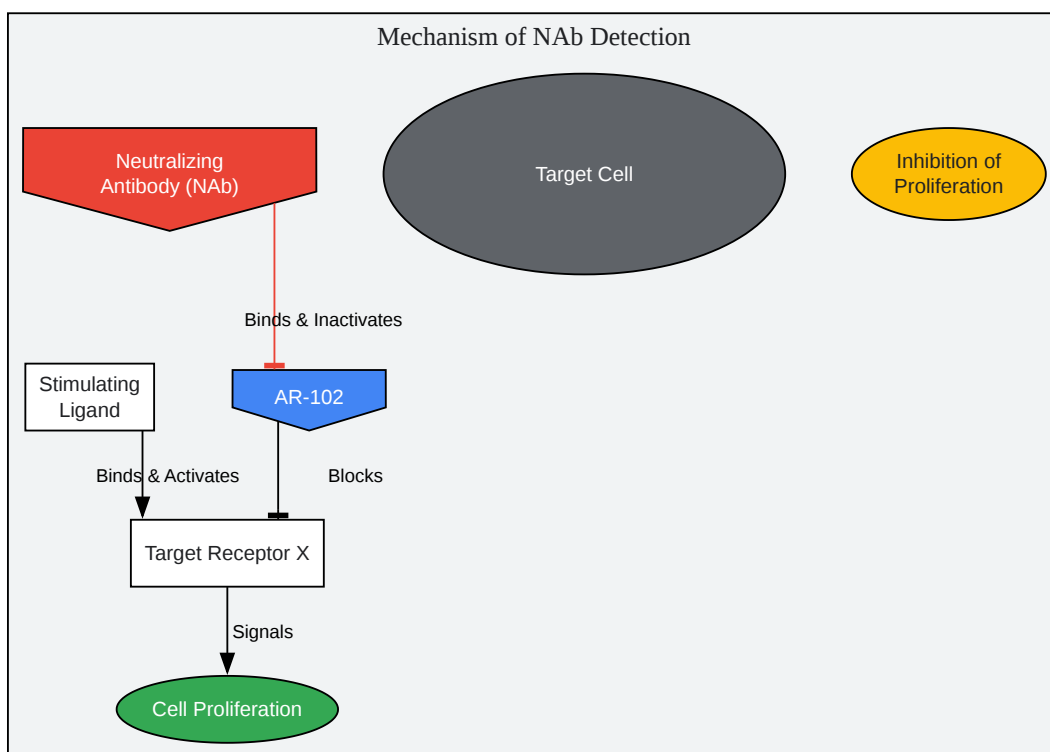 Mechanism of NAb Detection
Neutralizing
Antibody (NAb)
Target Cell
Inhibition of
Proliferation
Binds & Inactivates
Stimulating
Ligand
AR-102
Binds & Activates
Blocks
Target Receptor X
Signals
Cell Proliferation